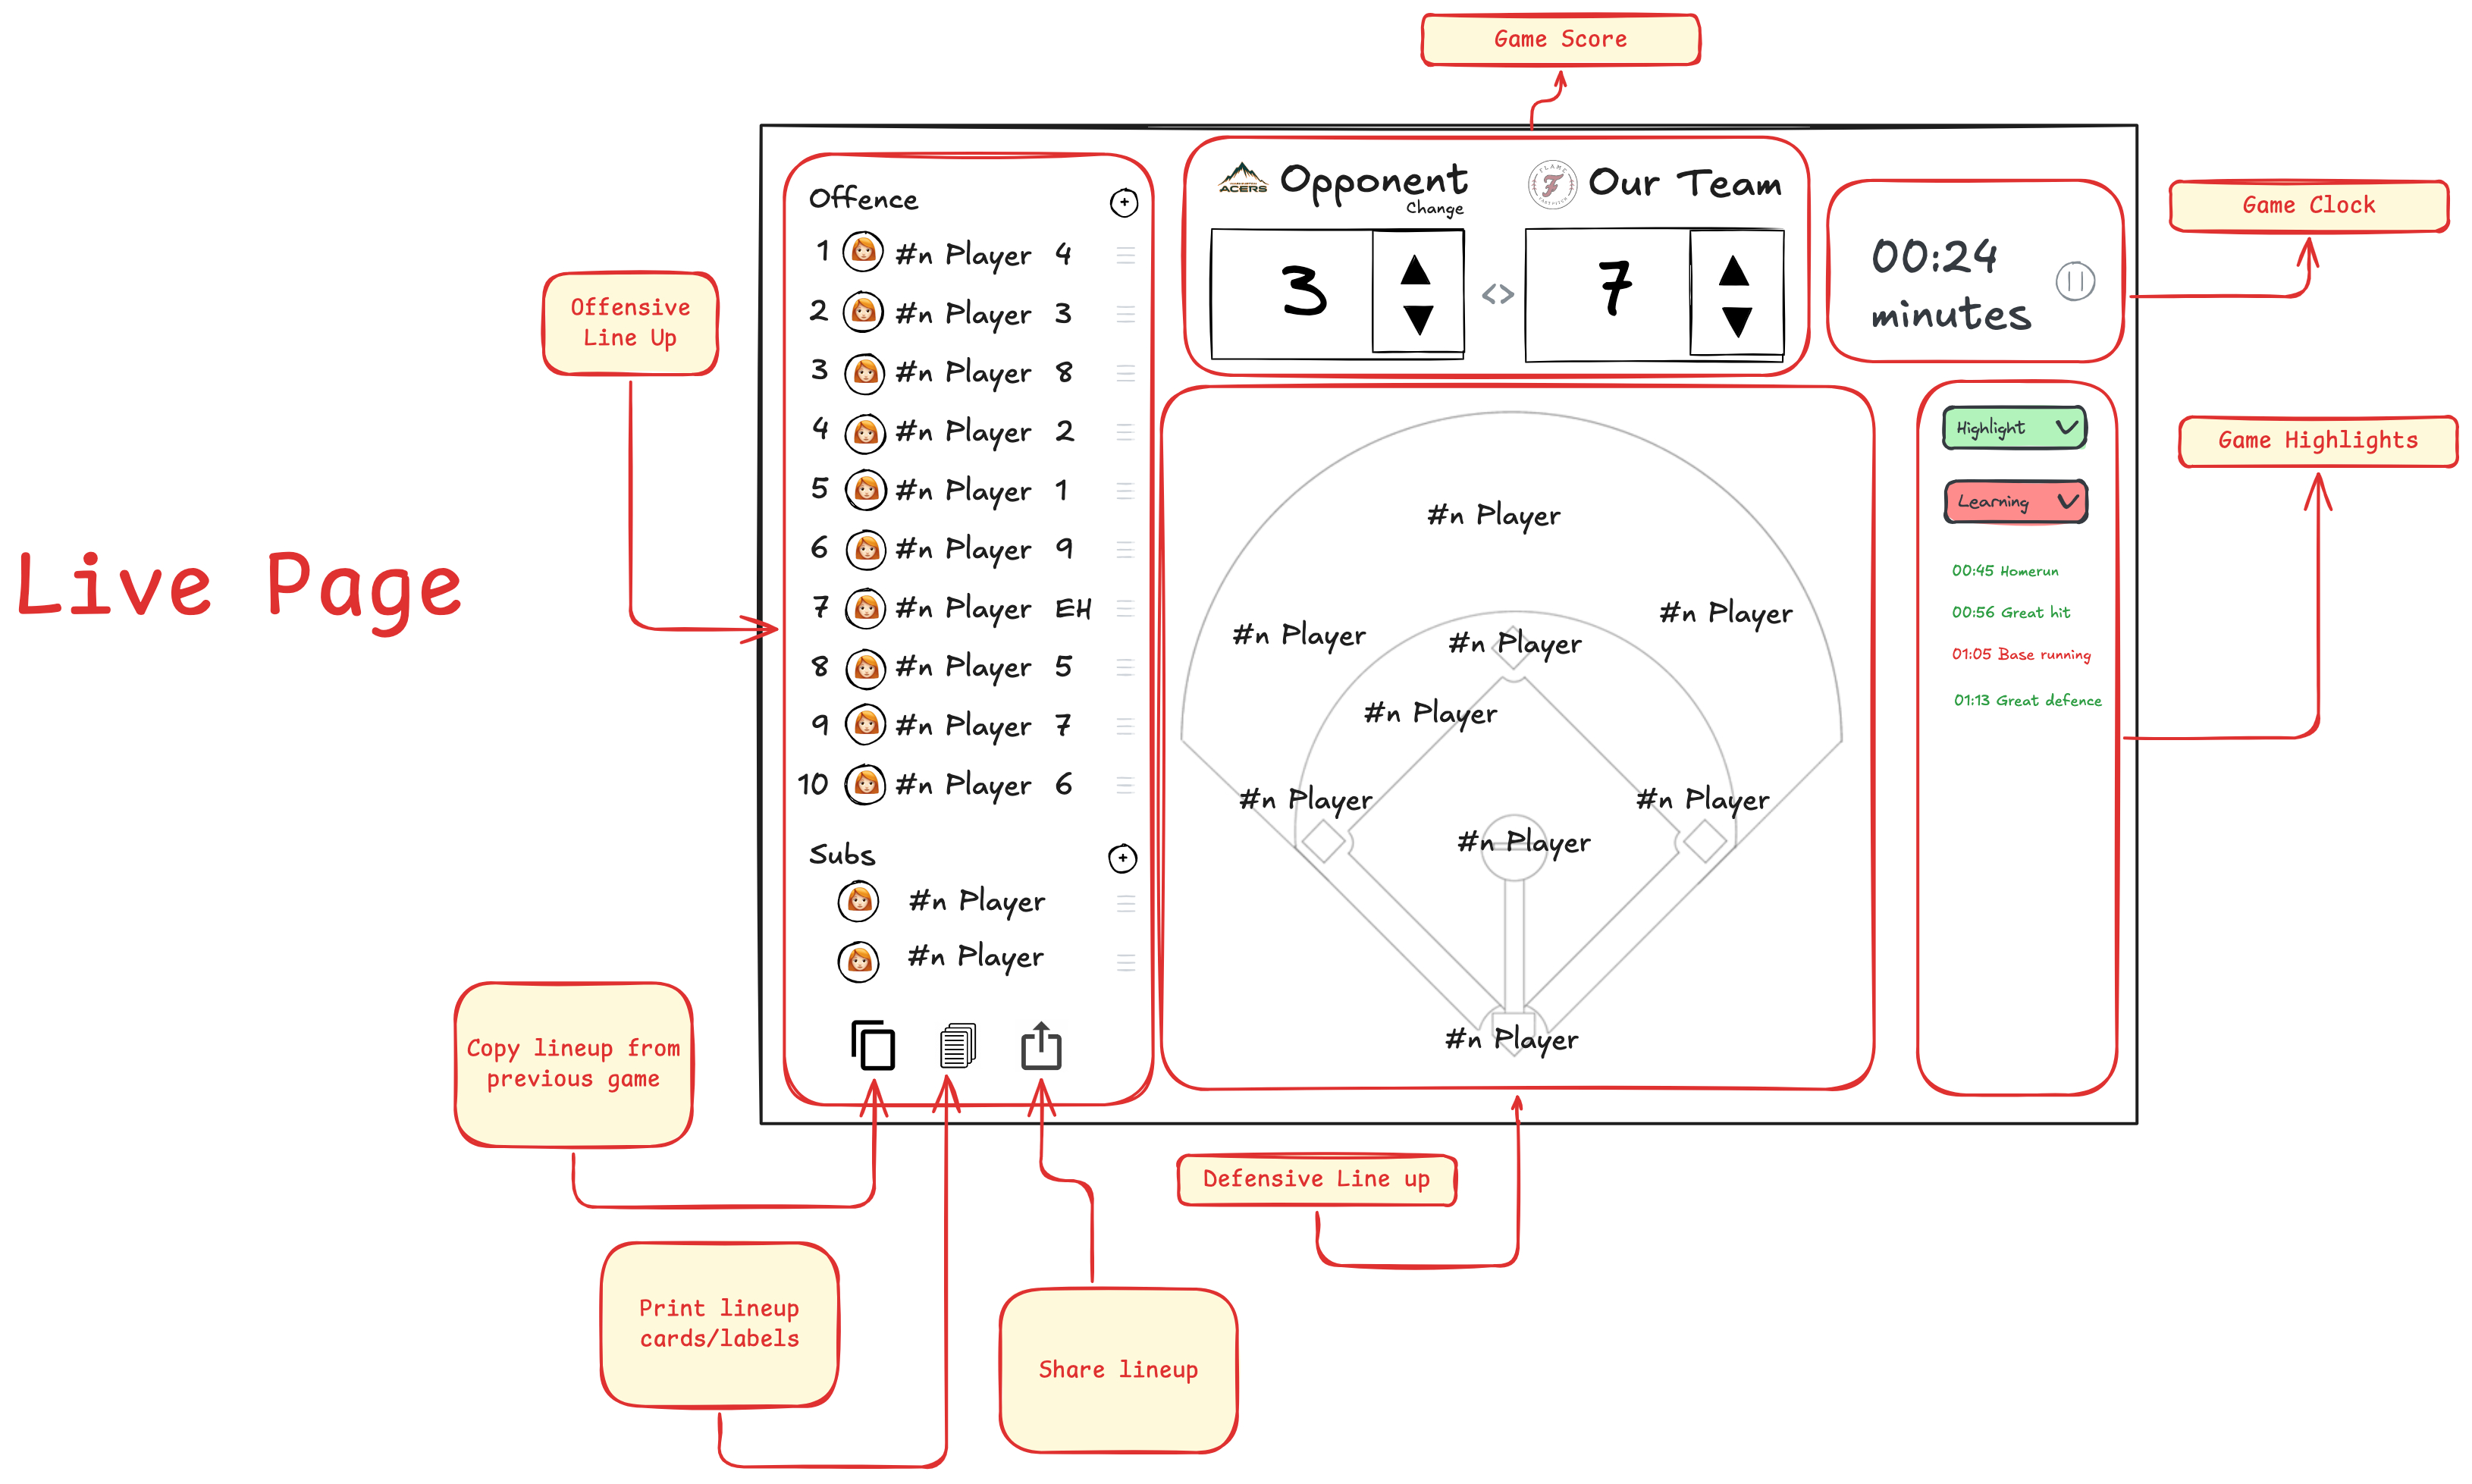 Live Page
Game Score
Game Clock
Game Highlights
Offensive
Line Up
Copy lineup from
previous game
Print lineup
cards/labels
Share lineup
Defensive Line up
Offence
+
1 #n Player 4
2 #n Player 3
3 #n Player 8
4 #n Player 2
5 #n Player 1
6 #n Player 9
7 #n Player EH
8 #n Player 5
9 #n Player 7
10 #n Player 6
Subs
+
#n Player
#n Player
ACERS
Opponent
Change
3
<>
FLAME
F
FASTPITCH
Our Team
7
00:24
minutes
#n Player
#n Player
#n Player
#n Player
#n Player
#n Player
#n Player
#n Player
#n Player
Highlight
Learning
00:45 Homerun
00:56 Great hit
01:05 Base running
01:13 Great defence